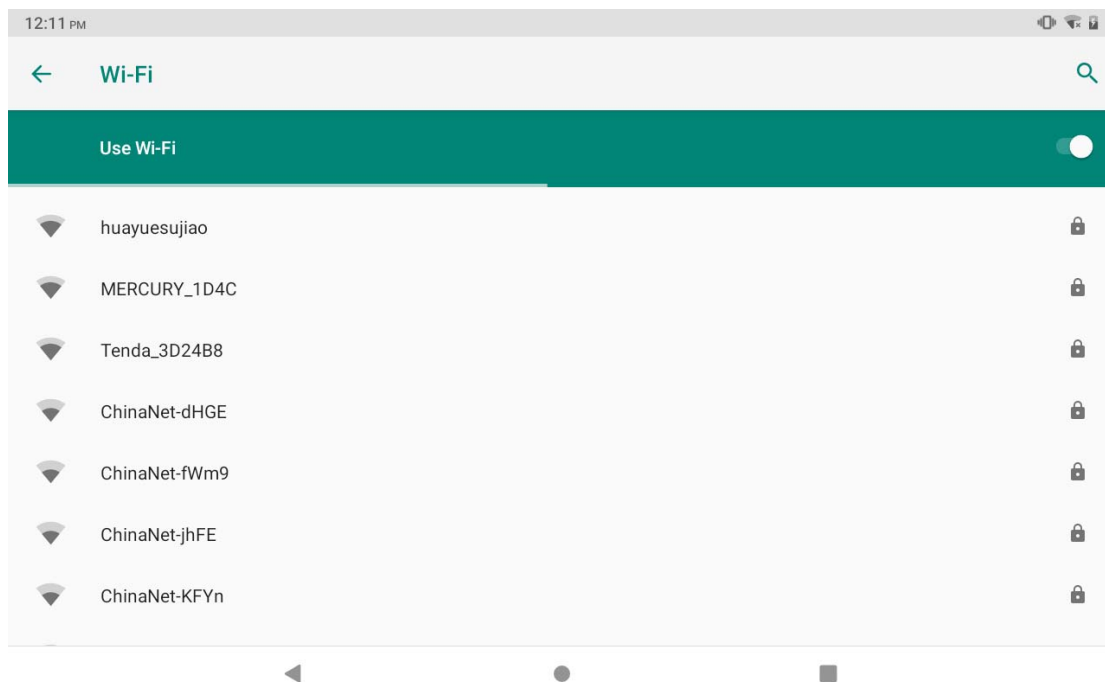 12:11 PM
Wi-Fi
Use Wi-Fi
huayuesujiao
MERCURY_1D4C
Tenda_3D24B8
ChinaNet-dHGE
ChinaNet-fWm9
ChinaNet-jhFE
ChinaNet-KFYn